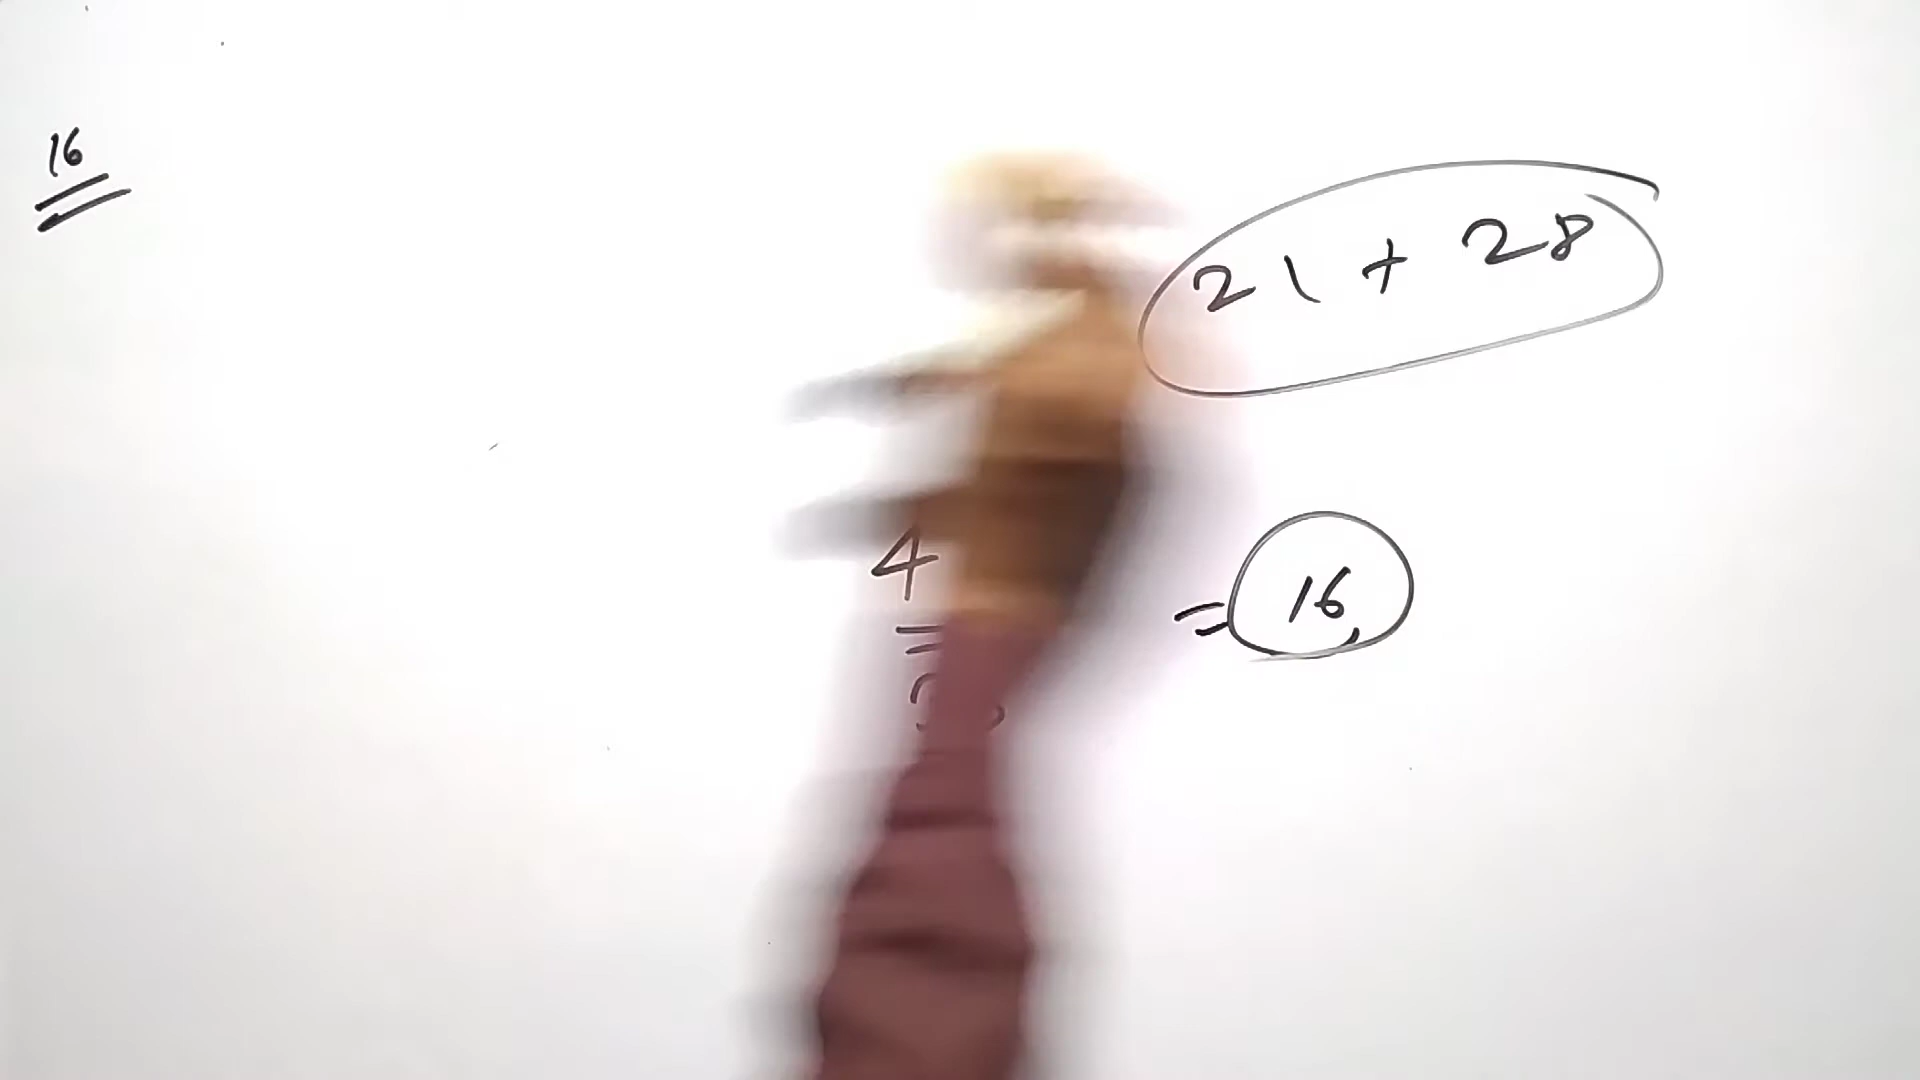 16
21 + 28
4
= 16